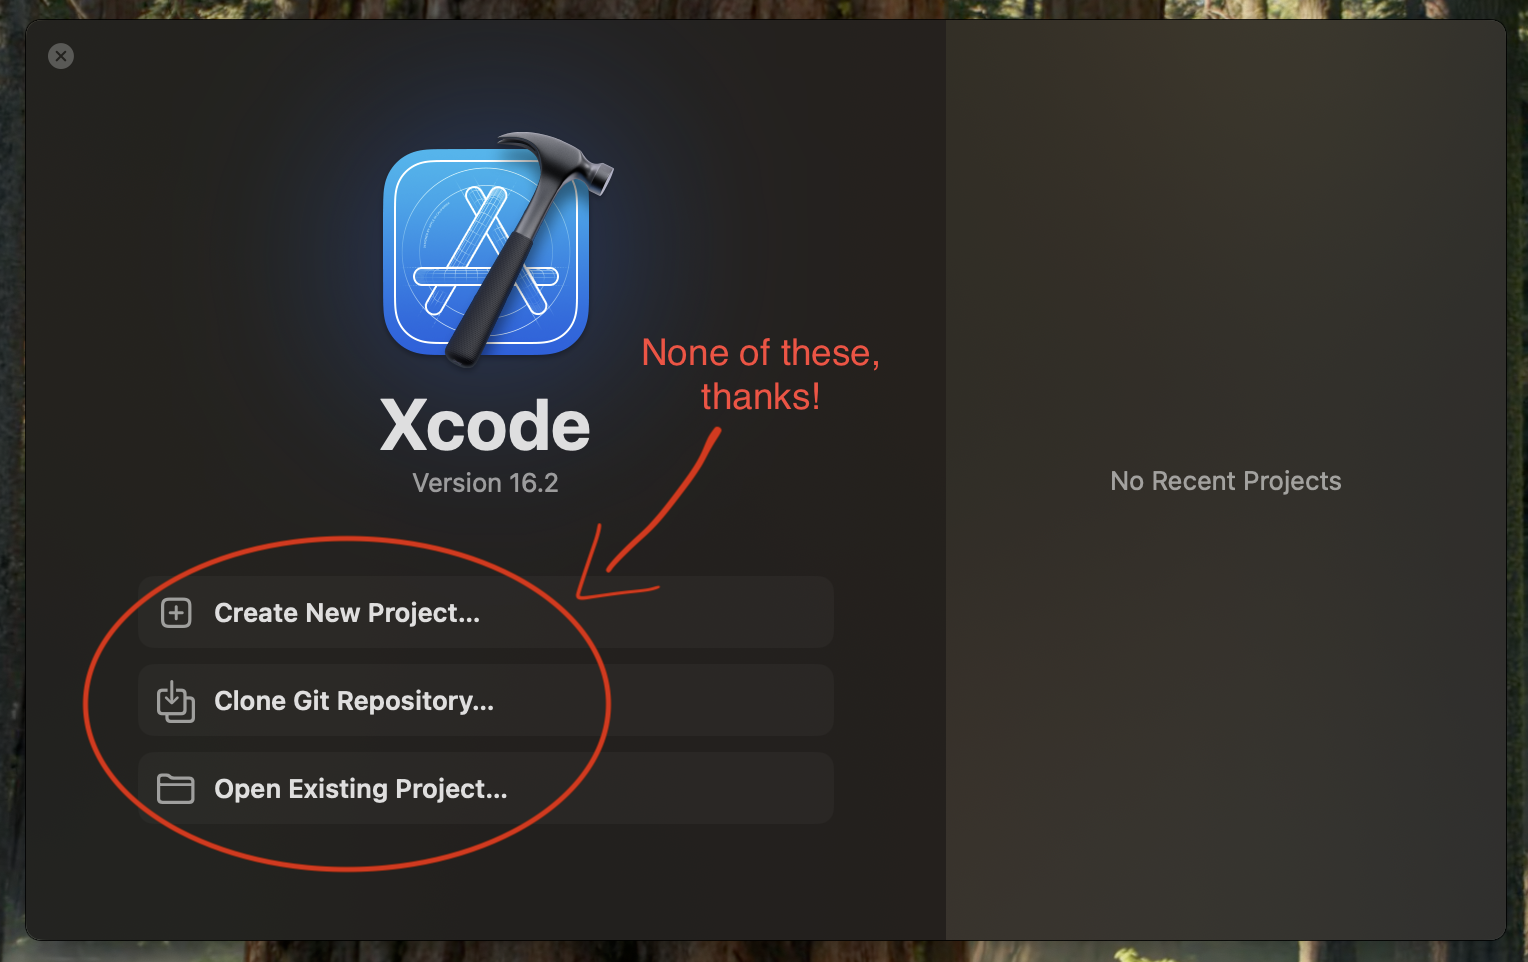 None of these,
thanks!
Xcode
Version 16.2
Create New Project...
Clone Git Repository...
Open Existing Project...
No Recent Projects